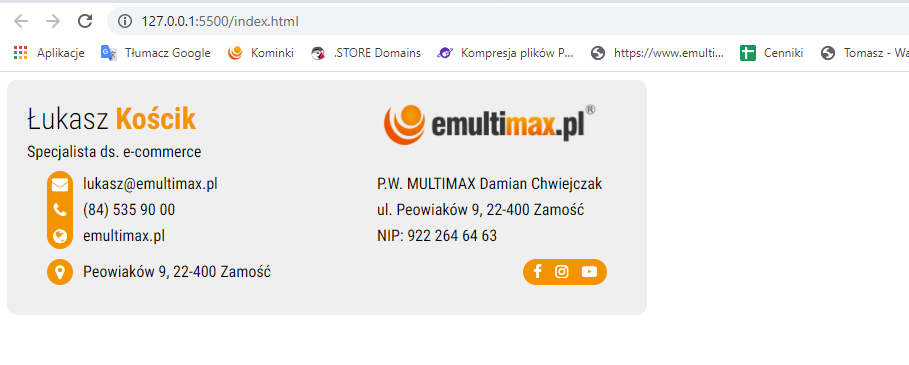 127.0.0.1:5500/index.html
Aplikacje Tłumacz Google Kominki .STORE Domains Kompresja plików P... https://www.emulti... Cenniki Tomasz - Wa
Łukasz Kościk
Specjalista ds. e-commerce
lukasz@emultimax.pl
(84) 535 90 00
emultimax.pl
Peowiaków 9, 22-400 Zamość
emultimax.pl®
P.W. MULTIMAX Damian Chwiejczak
ul. Peowiaków 9, 22-400 Zamość
NIP: 922 264 64 63